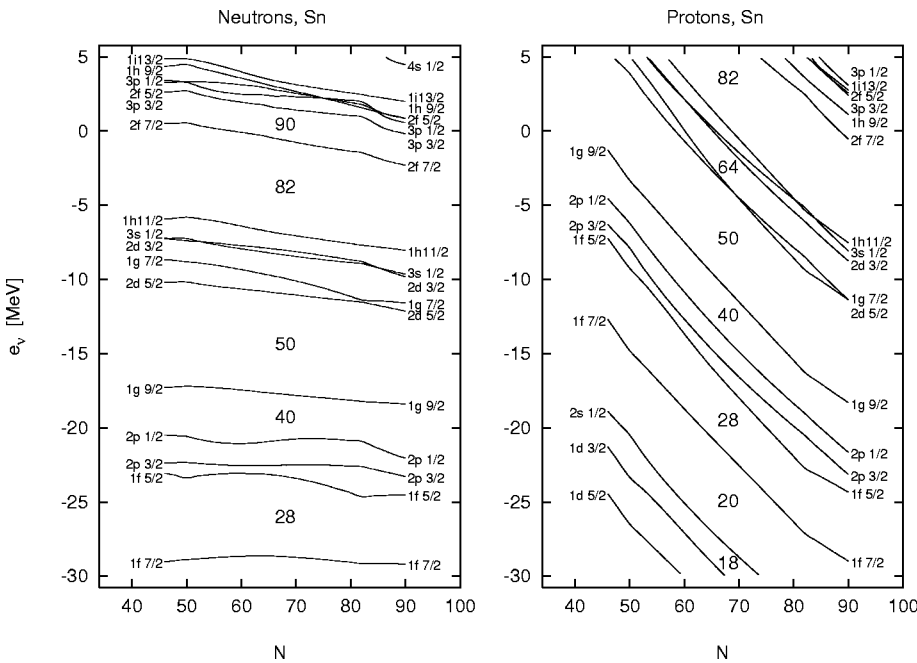 Neutrons, Sn
Protons, Sn
e_ν [MeV]
5
0
-5
-10
-15
-20
-25
-30
40
50
60
70
80
90
100
N
1i13/2
1h 9/2
3p 1/2
2f 5/2
3p 3/2
2f 7/2
1h11/2
3s 1/2
2d 3/2
1g 7/2
2d 5/2
1g 9/2
2p 1/2
2p 3/2
1f 5/2
1f 7/2
90
82
50
40
28
4s 1/2
1i13/2
1h 9/2
2f 5/2
3p 1/2
3p 3/2
2f 7/2
1h11/2
3s 1/2
2d 3/2
1g 7/2
2d 5/2
1g 9/2
2p 1/2
2p 3/2
1f 5/2
1f 7/2
5
0
-5
-10
-15
-20
-25
-30
40
50
60
70
80
90
100
N
1g 9/2
2p 1/2
2p 3/2
1f 5/2
1f 7/2
2s 1/2
1d 3/2
1d 5/2
82
64
50
40
28
20
18
3p 1/2
1i13/2
2f 5/2
3p 3/2
1h 9/2
2f 7/2
1h11/2
3s 1/2
2d 3/2
1g 7/2
2d 5/2
1g 9/2
2p 1/2
2p 3/2
1f 5/2
1f 7/2